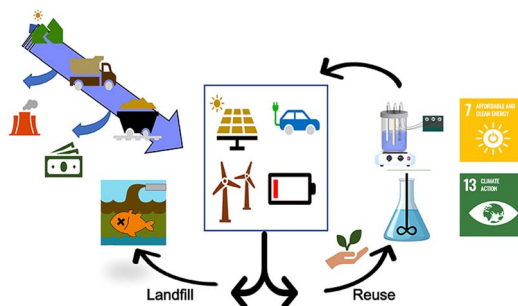 7 AFFORDABLE AND
CLEAN ENERGY
13 CLIMATE
ACTION
Landfill
Reuse